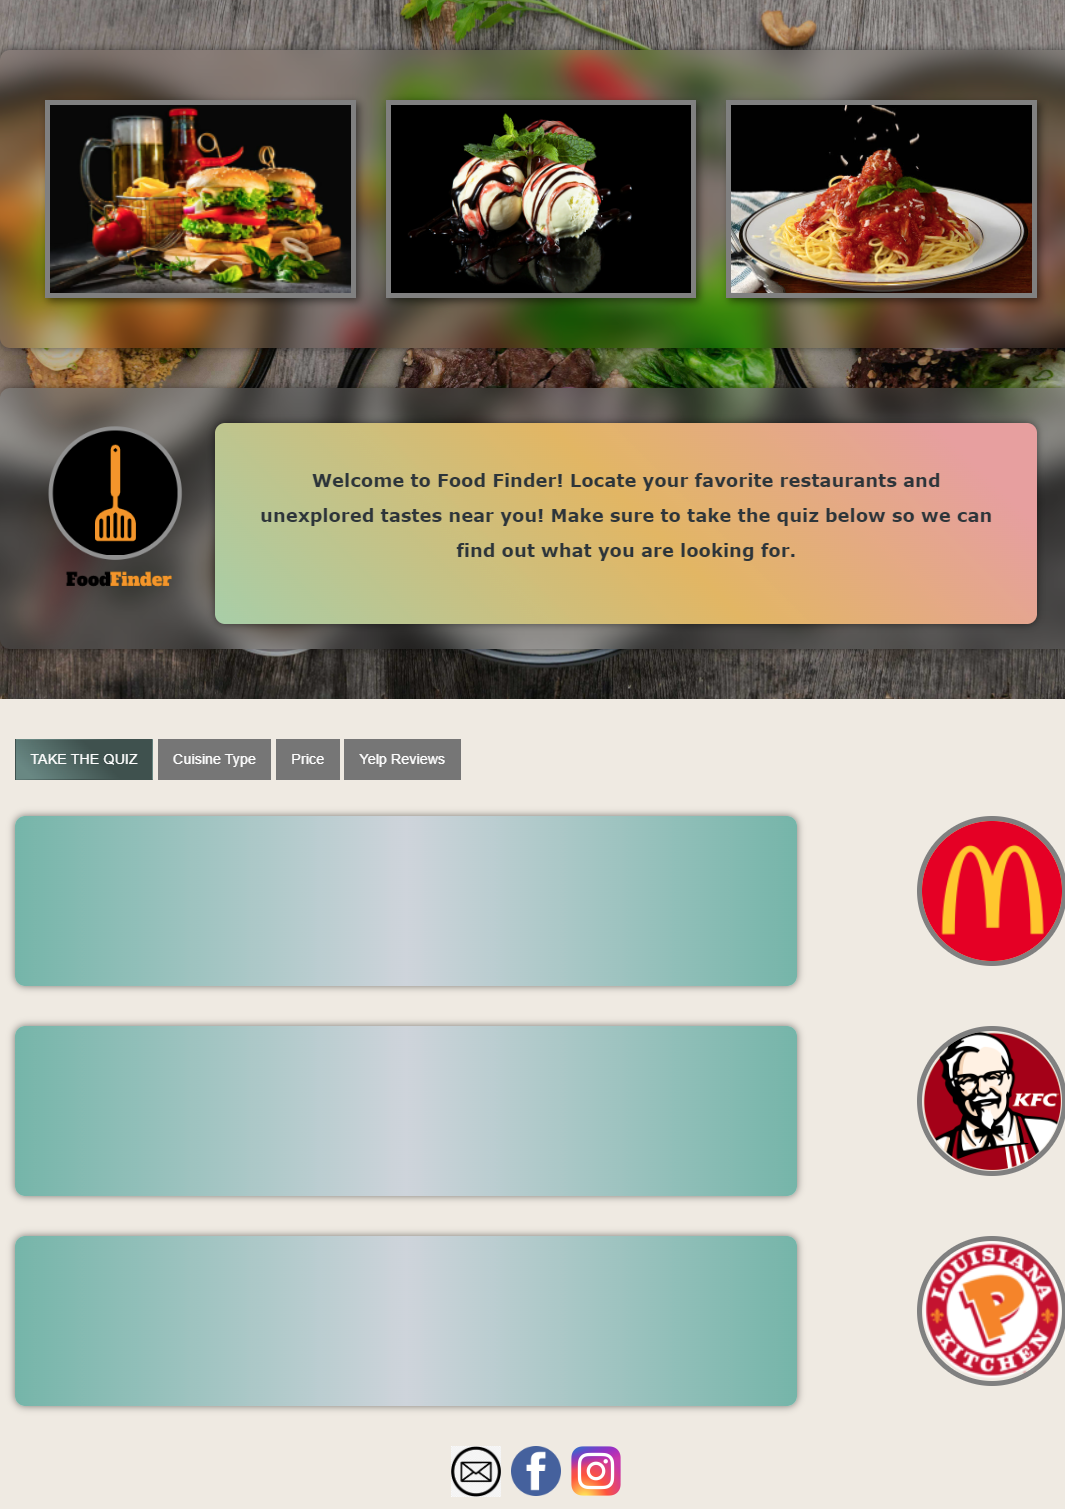 FoodFinder
Welcome to Food Finder! Locate your favorite restaurants and
unexplored tastes near you! Make sure to take the quiz below so we can
find out what you are looking for.
TAKE THE QUIZ
Cuisine Type
Price
Yelp Reviews
M
KFC
LOUISIANA
P
KITCHEN
f